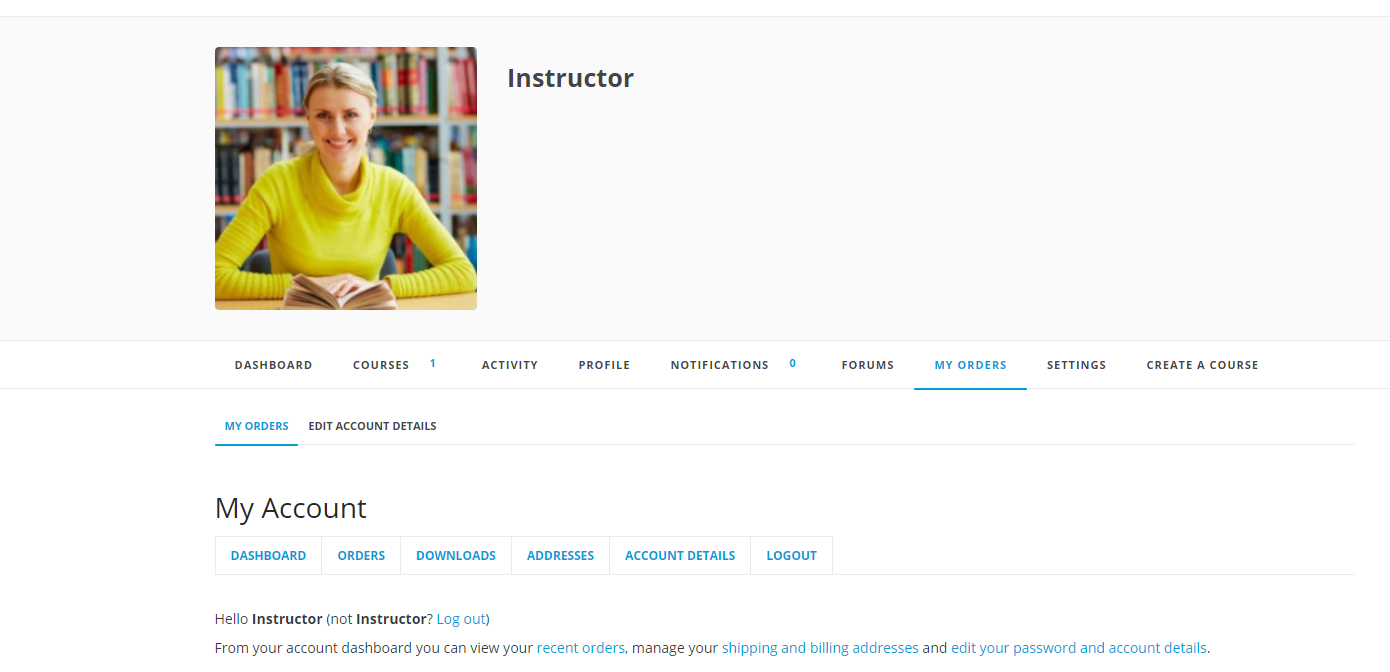 Instructor
DASHBOARD COURSES 1 ACTIVITY PROFILE NOTIFICATIONS 0 FORUMS MY ORDERS SETTINGS CREATE A COURSE
MY ORDERS EDIT ACCOUNT DETAILS
My Account
DASHBOARD ORDERS DOWNLOADS ADDRESSES ACCOUNT DETAILS LOGOUT
Hello Instructor (not Instructor? Log out)
From your account dashboard you can view your recent orders, manage your shipping and billing addresses and edit your password and account details.